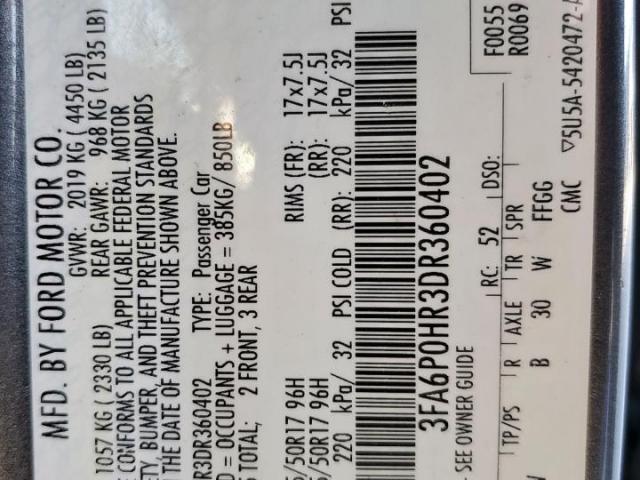 MFD. BY FORD MOTOR CO.
GVWR: 2019 KG ( 4450 LB)
1057 KG ( 2330 LB) REAR GAWR: 968 KG ( 2135 LB)
CONFORMS TO ALL APPLICABLE FEDERAL MOTOR
BUMPER, AND THEFT PREVENTION STANDARDS
THE DATE OF MANUFACTURE SHOWN ABOVE.
R3DR360402 TYPE: Passenger Car
= OCCUPANTS + LUGGAGE = 385KG/ 850LB
TOTAL; 2 FRONT, 3 REAR
RIMS (FR): 17x7.5J
/50R17 96H (RR): 17x7.5J
/50R17 96H
220 kPa/ 32 PSI COLD (RR): 220 kPa/ 32 PSI
3FA6P0HR3DR360402
- SEE OWNER GUIDE
RC: 52 DSO: F0055
R0069
TP/PS R AXLE TR SPR
B 30 W FFGG
CMC ▽5U5A-5420472-A